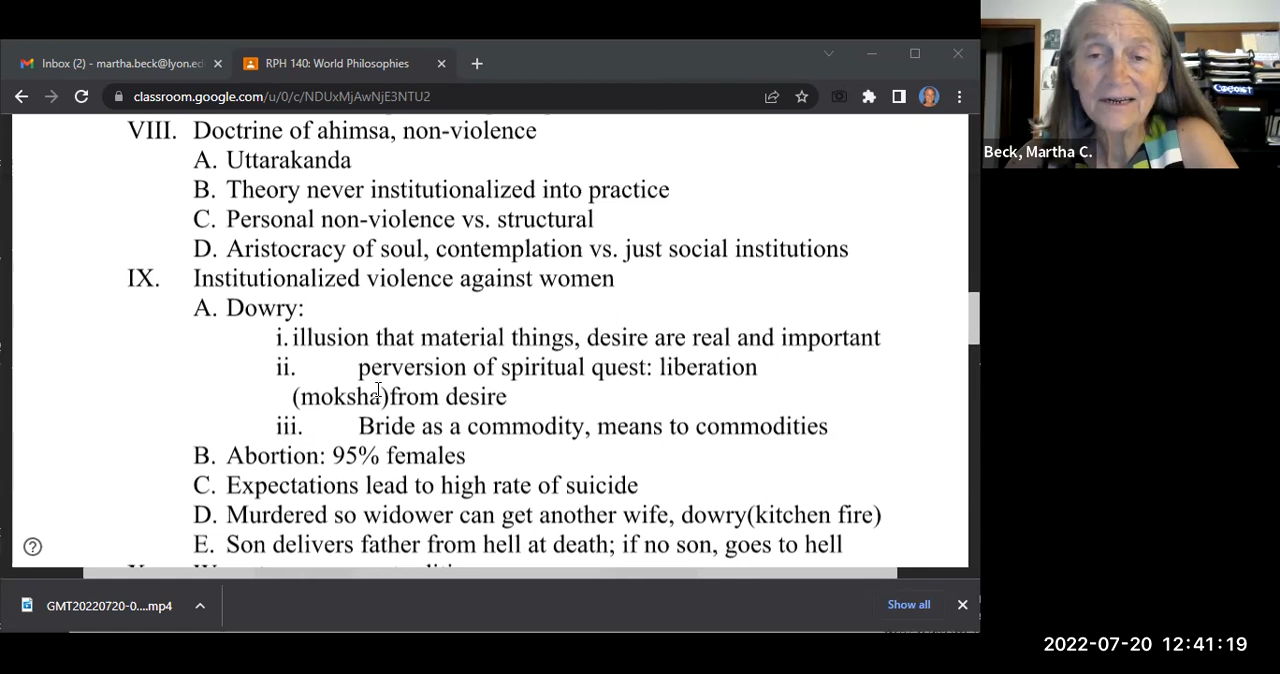 Inbox (2) - martha.beck@lyon.ed
RPH 140: World Philosophies
classroom.google.com/u/0/c/NDUxMjAwNjE3NTU2
VIII. Doctrine of ahimsa, non-violence
A. Uttarakanda
B. Theory never institutionalized into practice
C. Personal non-violence vs. structural
D. Aristocracy of soul, contemplation vs. just social institutions
IX. Institutionalized violence against women
A. Dowry:
i. illusion that material things, desire are real and important
ii. perversion of spiritual quest: liberation
(moksha)from desire
iii. Bride as a commodity, means to commodities
B. Abortion: 95% females
C. Expectations lead to high rate of suicide
D. Murdered so widower can get another wife, dowry(kitchen fire)
E. Son delivers father from hell at death; if no son, goes to hell
GMT20220720-0....mp4
Show all
Coexist
Beck, Martha C.
2022-07-20 12:41:19